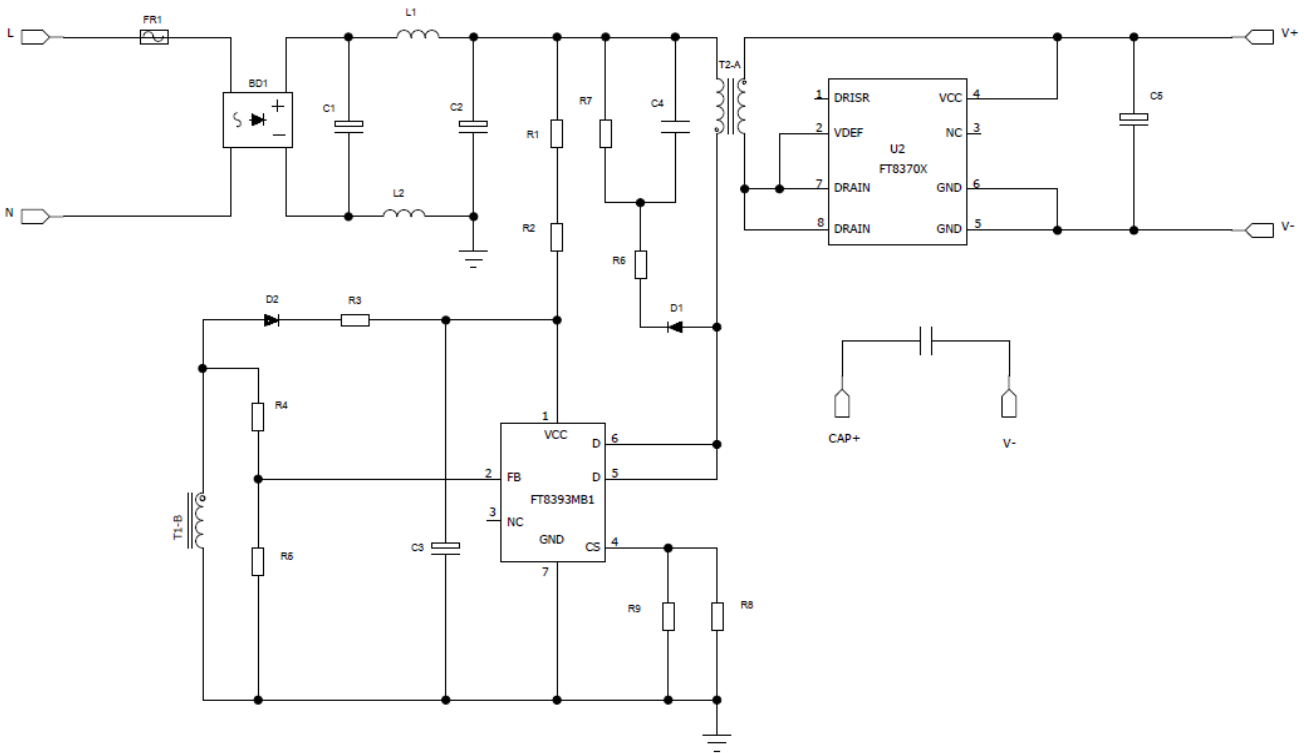 L
FR1
L1
V+
BD1
C1
C2
T2-A
R7
C4
R1
1 DRISR VCC 4
2 VDEF NC 3
U2
FT8370X
7 DRAIN GND 6
8 DRAIN GND 5
C5
N
L2
V-
R2
R6
D2
R3
D1
R4
1
VCC
D 6
2 FB D 5
FT8393MB1
3 NC
GND
CS 4
7
CAP+
V-
T1-B
R5
C3
R9
R8